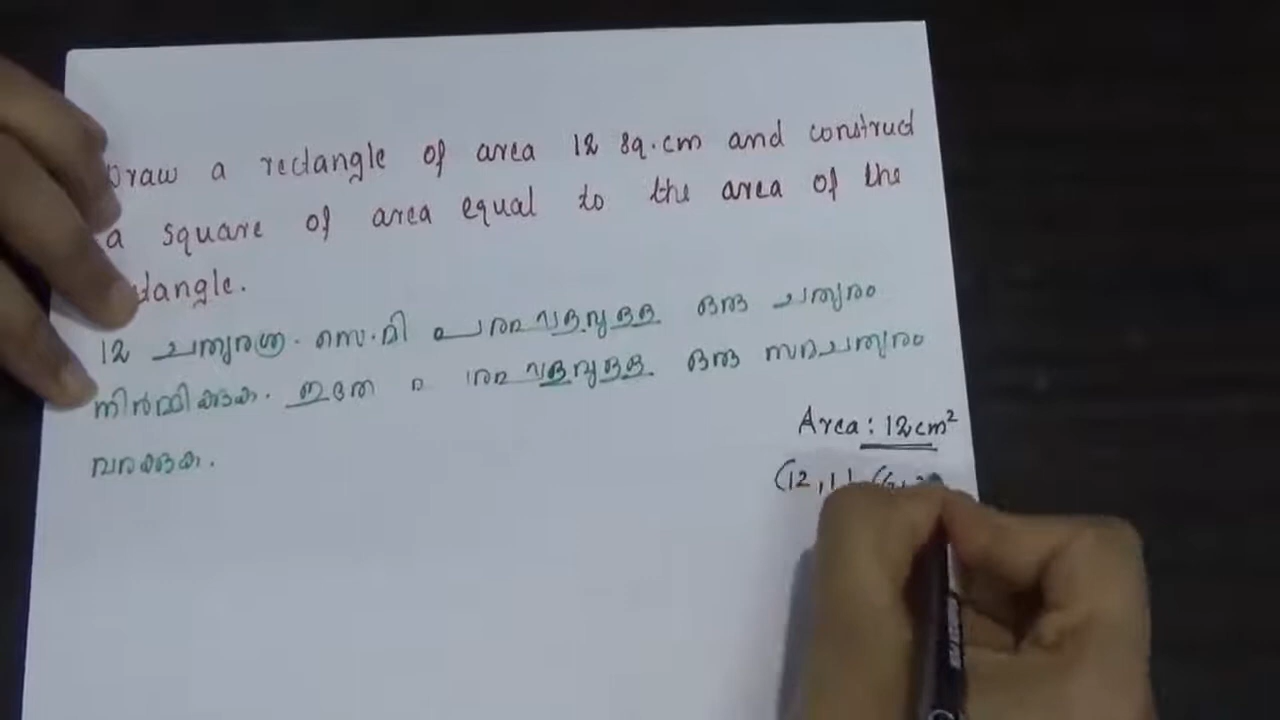 Draw a rectangle of area 12 sq.cm and construct
a square of area equal to the area of the
ctangle.
12 ചതുരശ്ര. സെ.മി പരപ്പളവുള്ള ഒരു ചതുരം
നിർമ്മിക്കുക. ഇതേ പരപ്പളവുള്ള ഒരു സമചതുരം
വരക്കുക.
Area : 12cm²
(12,1)